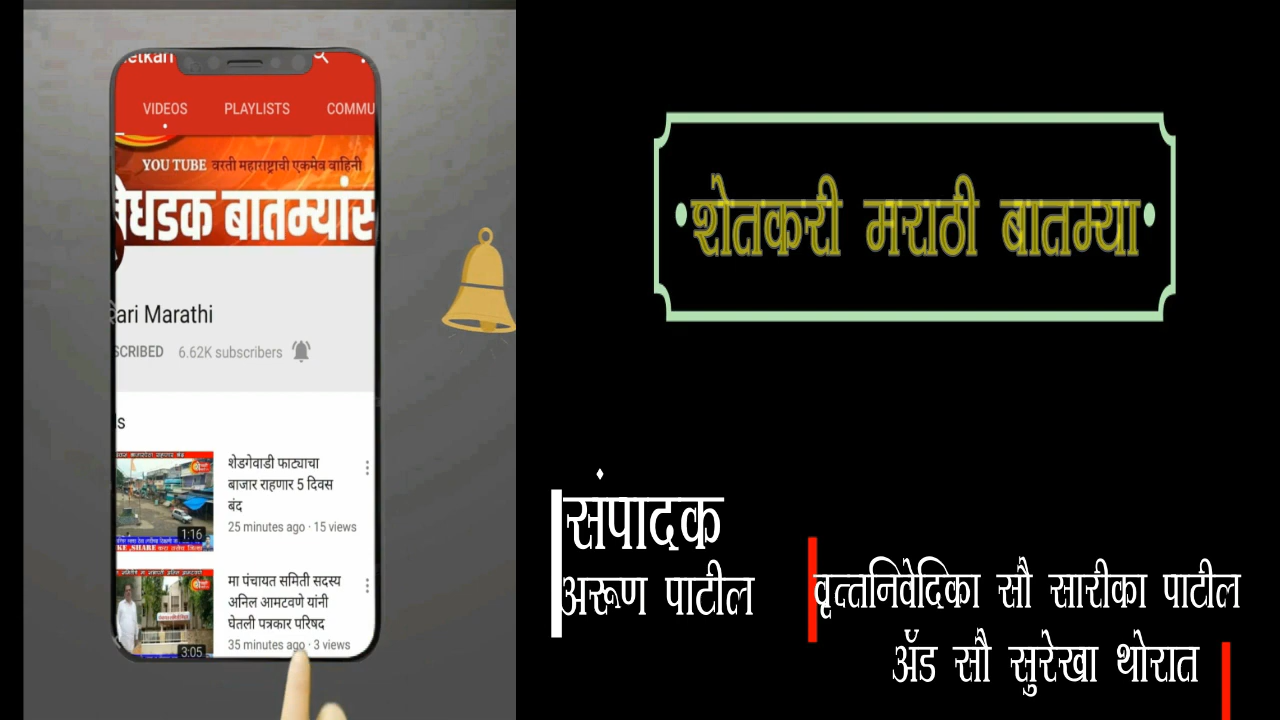 VIDEOS PLAYLISTS COMMU
YOU TUBE वरती महाराष्ट्राची एकमेव वाहिनी
बातम्यांस
ari Marathi
SCRIBED 6.62K subscribers
शेडगेवाडी फाट्याचा
बाजार राहणार 5 दिवस
बंद
25 minutes ago · 15 views
1:16
मा पंचायत समिती सदस्य
अनिल आमटवणे यांनी
घेतली पत्रकार परिषद
35 minutes ago · 3 views
3:05
शेतकरी मराठी बातम्या
संपादक
अरूण पाटील
वृत्तनिवेदिका सौ सारीका पाटील
ॲड सौ सुरेखा थोरात